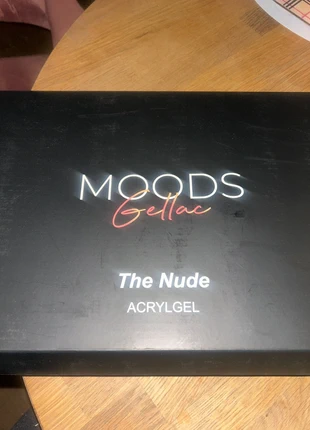 MOODS
Gellac
The Nude
ACRYLGEL